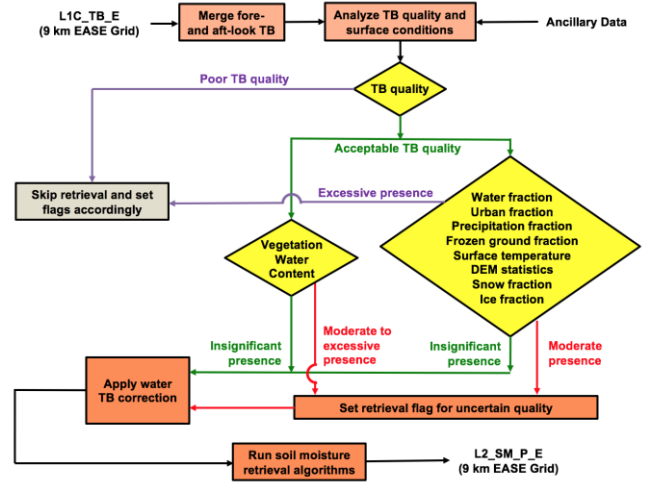 L1C_TB_E
(9 km EASE Grid)
Merge fore-
and aft-look TB
Analyze TB quality and
surface conditions
Ancillary Data
Poor TB quality
TB quality
Acceptable TB quality
Skip retrieval and set
flags accordingly
Excessive presence
Water fraction
Urban fraction
Precipitation fraction
Frozen ground fraction
Surface temperature
DEM statistics
Snow fraction
Ice fraction
Vegetation
Water
Content
Insignificant
presence
Moderate to
excessive
presence
Insignificant
presence
Moderate
presence
Apply water
TB correction
Set retrieval flag for uncertain quality
Run soil moisture
retrieval algorithms
L2_SM_P_E
(9 km EASE Grid)